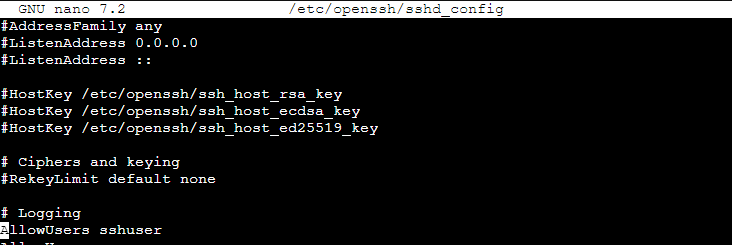 GNU nano 7.2 /etc/openssh/sshd_config
#AddressFamily any
#ListenAddress 0.0.0.0
#ListenAddress ::
#HostKey /etc/openssh/ssh_host_rsa_key
#HostKey /etc/openssh/ssh_host_ecdsa_key
#HostKey /etc/openssh/ssh_host_ed25519_key
# Ciphers and keying
#RekeyLimit default none
# Logging
AllowUsers sshuser